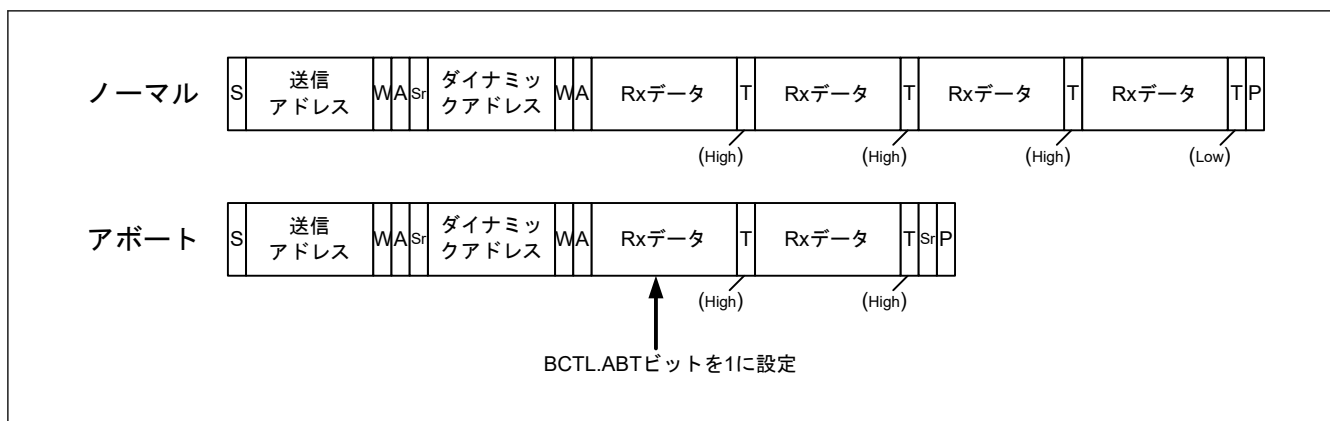 ノーマル
S 送信
アドレス W A Sr ダイナミッ
クアドレス W A Rxデータ T Rxデータ T Rxデータ T Rxデータ T P
(High) (High) (High) (Low)
アボート
S 送信
アドレス W A Sr ダイナミッ
クアドレス W A Rxデータ T Rxデータ T Sr P
(High) (High)
BCTL.ABTビットを1に設定